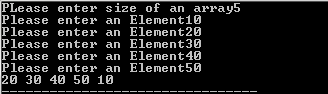 PLease enter size of an array5
Please enter an Element10
Please enter an Element20
Please enter an Element30
Please enter an Element40
Please enter an Element50
20 30 40 50 10
--------------------------------